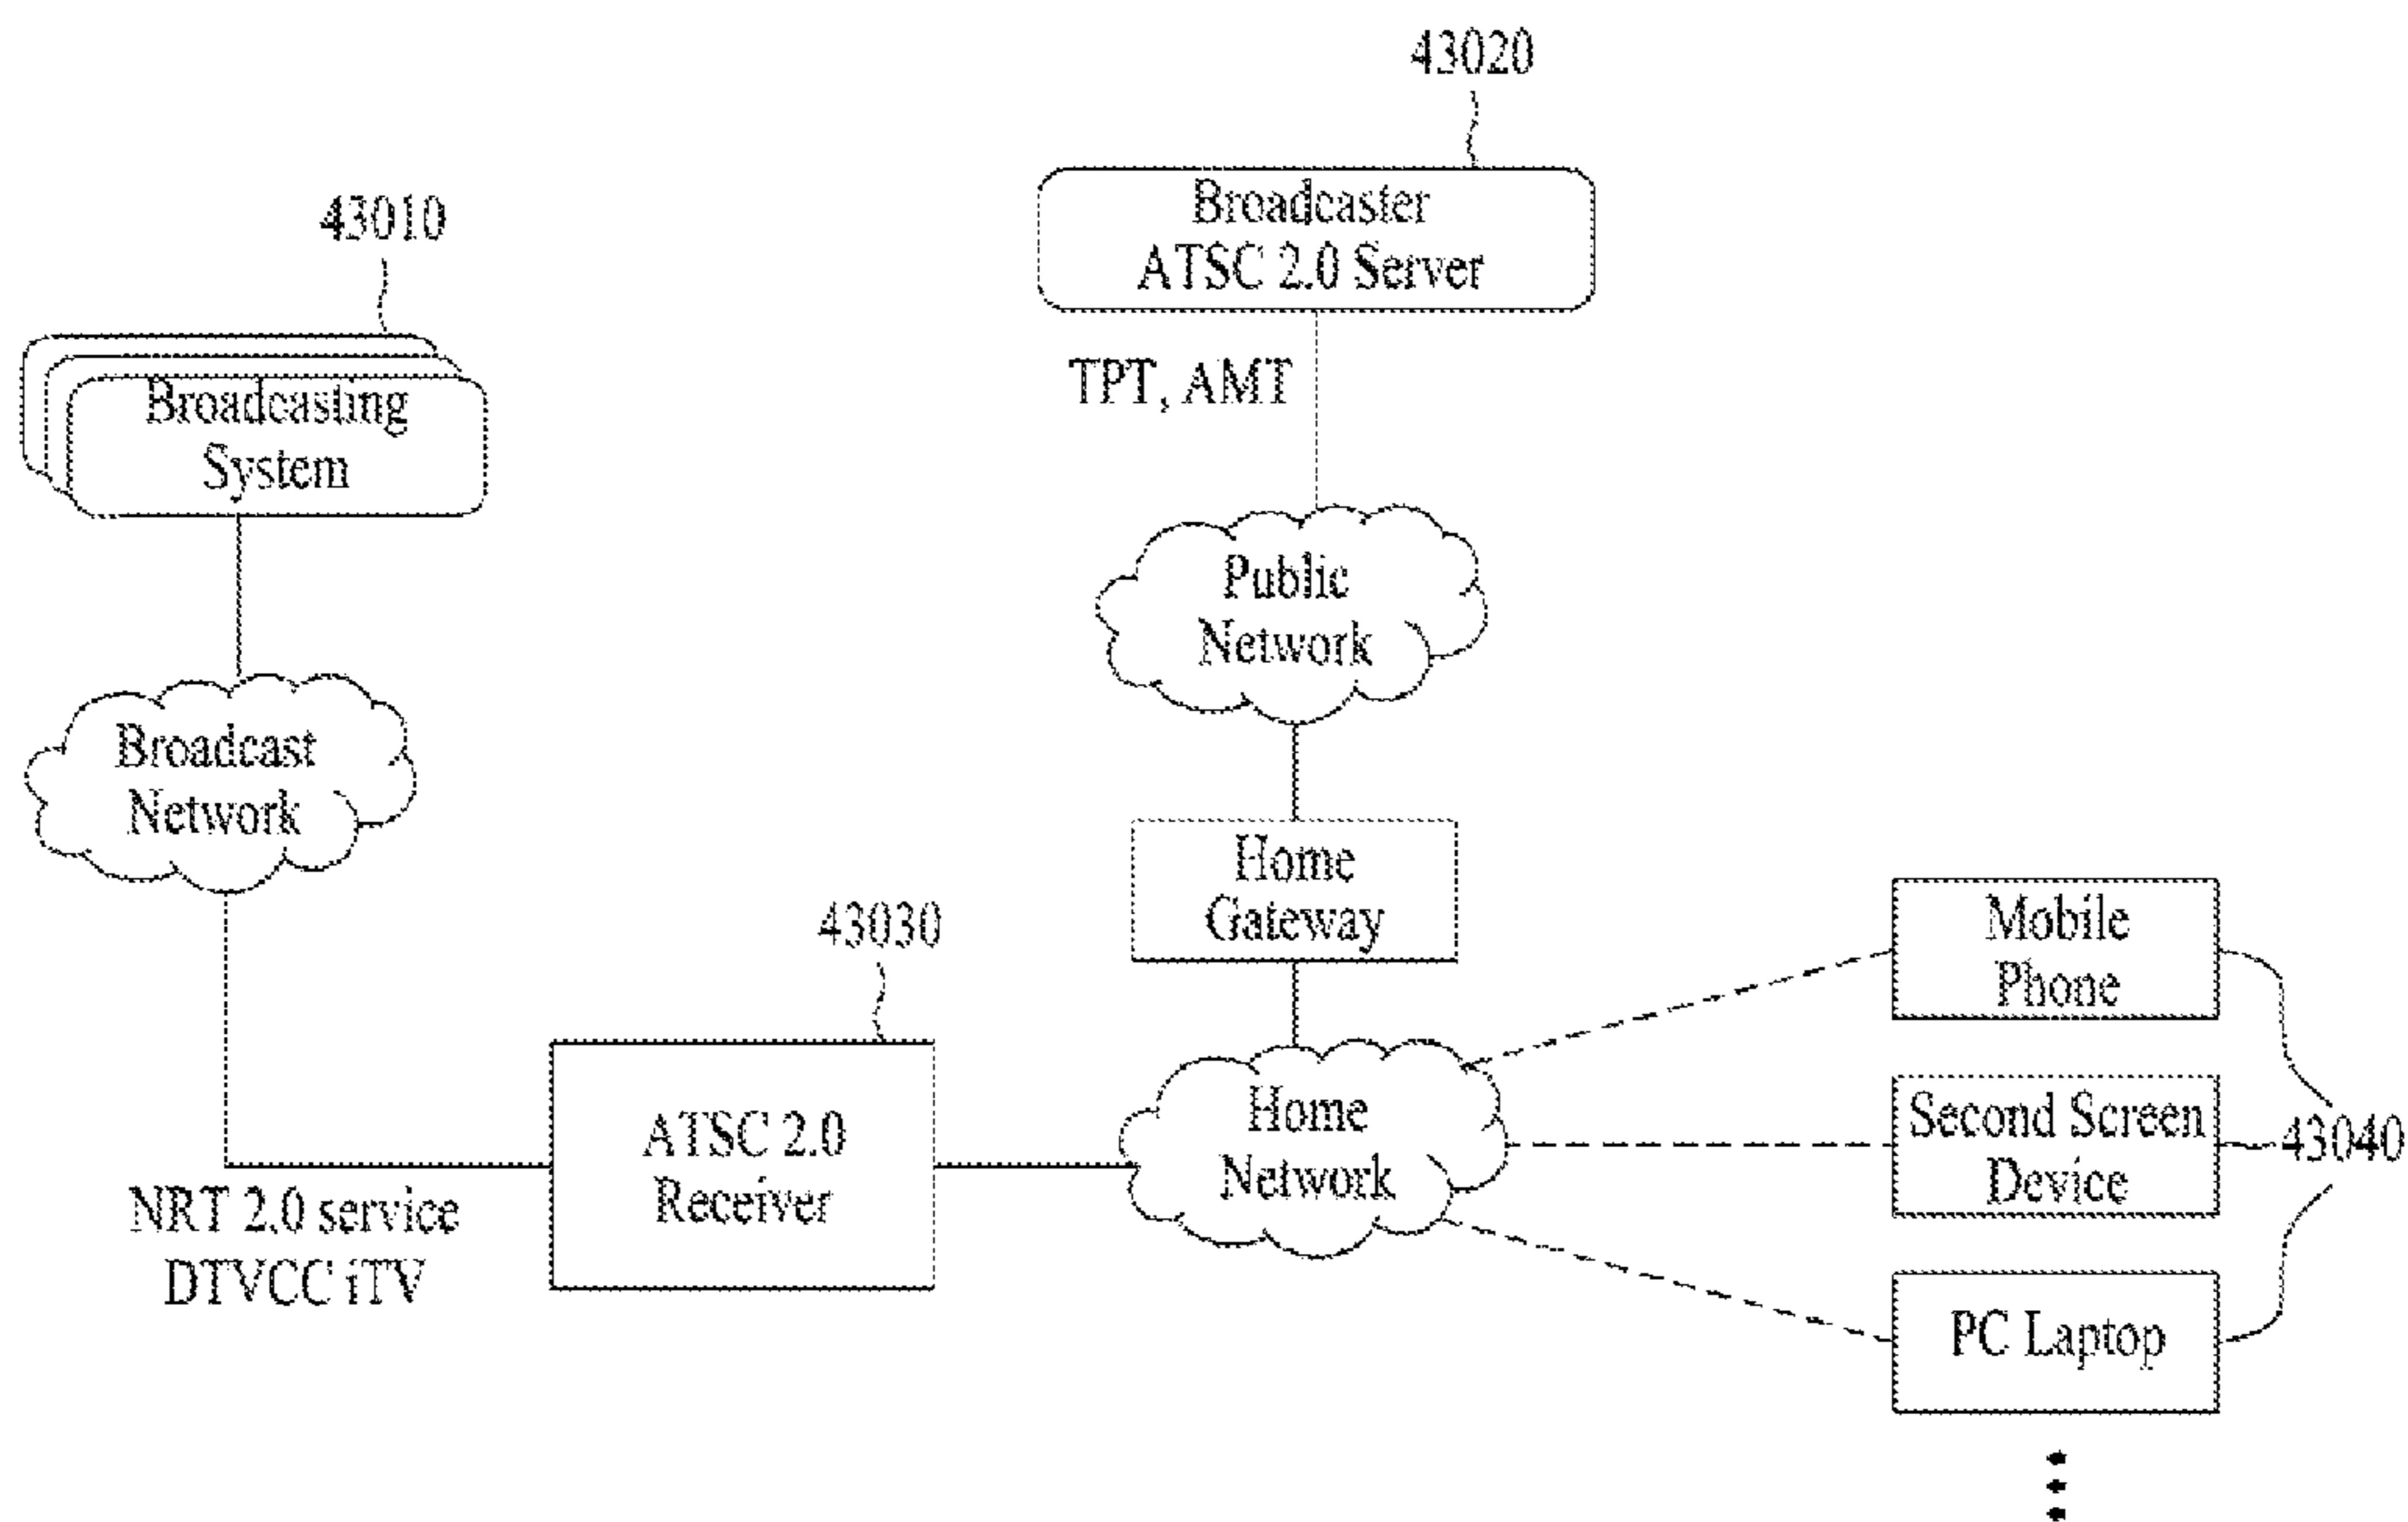 43020
Broadcaster
ATSC 2.0 Server
43010
TPT, AMT
Broadcasting
System
Public
Network
Broadcast
Network
Home
Gateway
43030
Mobile
Phone
ATSC 2.0
Receiver
Home
Network
Second Screen
Device
43040
NRT 2.0 service
DTVCC iTV
PC Laptop